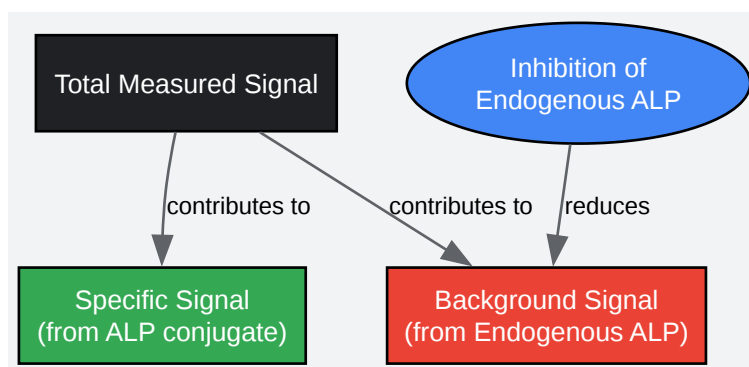 Total Measured Signal
Inhibition of
Endogenous ALP
contributes to
contributes to
reduces
Specific Signal
(from ALP conjugate)
Background Signal
(from Endogenous ALP)